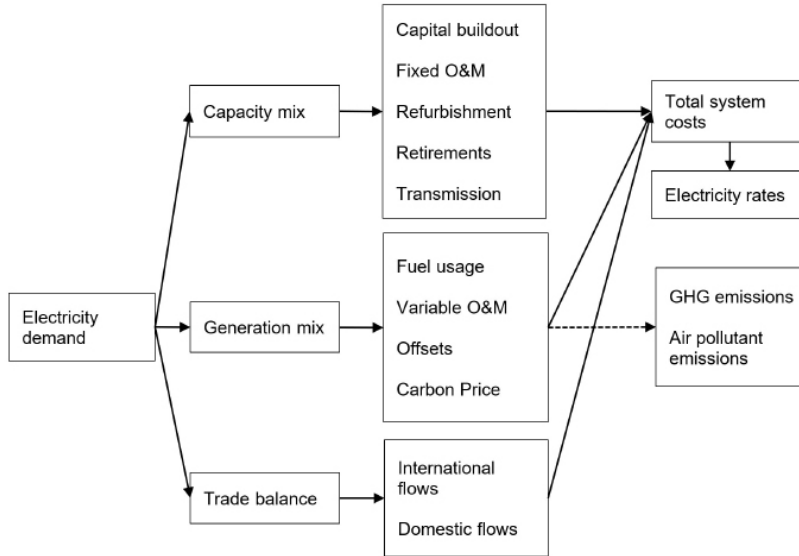 Electricity
demand
Capacity mix
Generation mix
Trade balance
Capital buildout
Fixed O&M
Refurbishment
Retirements
Transmission
Fuel usage
Variable O&M
Offsets
Carbon Price
International
flows
Domestic flows
Total system
costs
Electricity rates
GHG emissions
Air pollutant
emissions